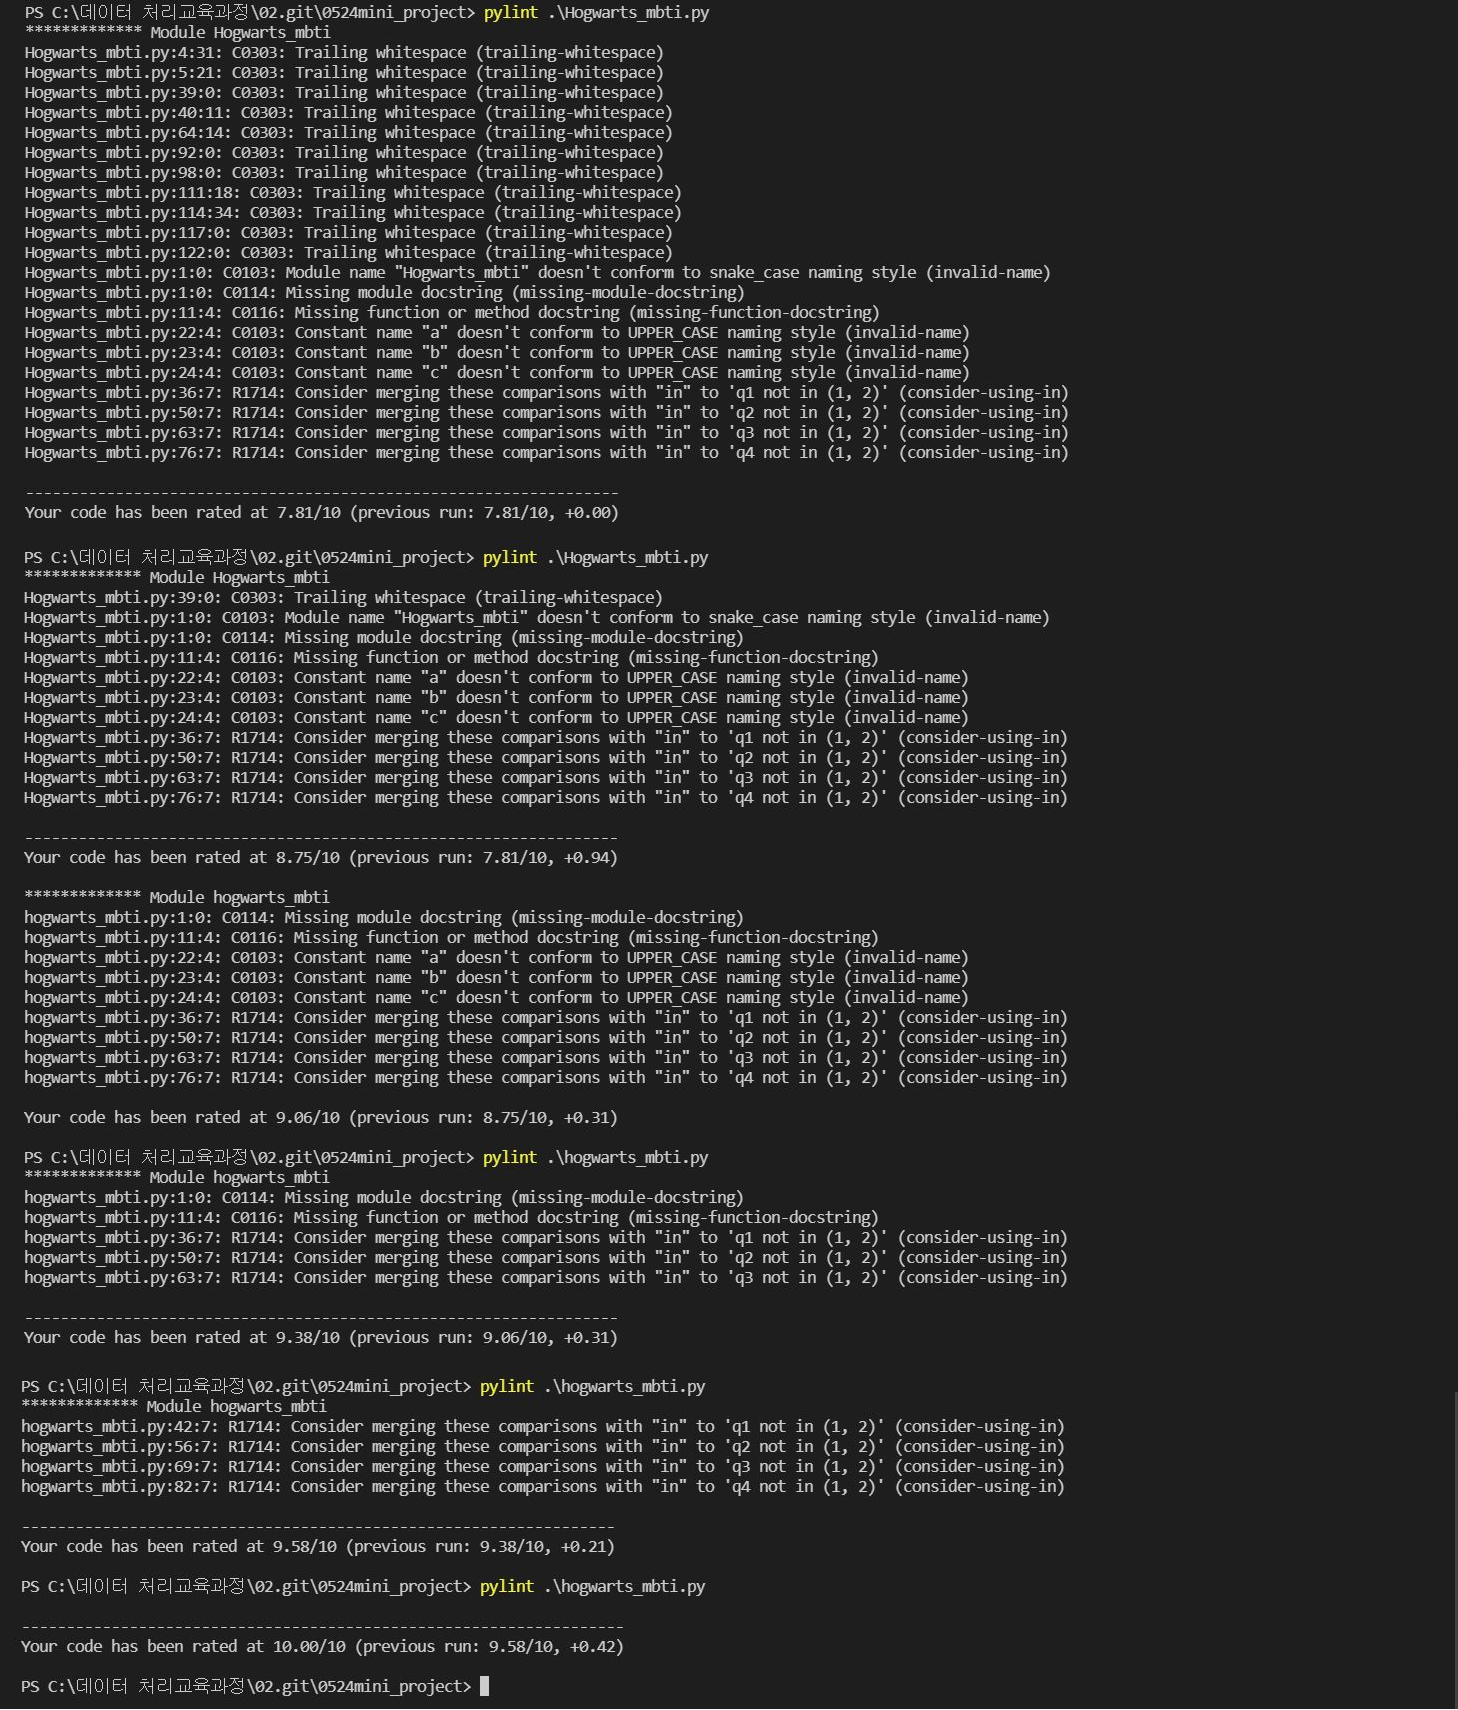 PS C:\데이터 처리교육과정\02.git\0524mini_project> pylint .\Hogwarts_mbti.py
************* Module Hogwarts_mbti
Hogwarts_mbti.py:4:31: C0303: Trailing whitespace (trailing-whitespace)
Hogwarts_mbti.py:5:21: C0303: Trailing whitespace (trailing-whitespace)
Hogwarts_mbti.py:39:0: C0303: Trailing whitespace (trailing-whitespace)
Hogwarts_mbti.py:40:11: C0303: Trailing whitespace (trailing-whitespace)
Hogwarts_mbti.py:64:14: C0303: Trailing whitespace (trailing-whitespace)
Hogwarts_mbti.py:92:0: C0303: Trailing whitespace (trailing-whitespace)
Hogwarts_mbti.py:98:0: C0303: Trailing whitespace (trailing-whitespace)
Hogwarts_mbti.py:111:18: C0303: Trailing whitespace (trailing-whitespace)
Hogwarts_mbti.py:114:34: C0303: Trailing whitespace (trailing-whitespace)
Hogwarts_mbti.py:117:0: C0303: Trailing whitespace (trailing-whitespace)
Hogwarts_mbti.py:122:0: C0303: Trailing whitespace (trailing-whitespace)
Hogwarts_mbti.py:1:0: C0103: Module name "Hogwarts_mbti" doesn't conform to snake_case naming style (invalid-name)
Hogwarts_mbti.py:1:0: C0114: Missing module docstring (missing-module-docstring)
Hogwarts_mbti.py:11:4: C0116: Missing function or method docstring (missing-function-docstring)
Hogwarts_mbti.py:22:4: C0103: Constant name "a" doesn't conform to UPPER_CASE naming style (invalid-name)
Hogwarts_mbti.py:23:4: C0103: Constant name "b" doesn't conform to UPPER_CASE naming style (invalid-name)
Hogwarts_mbti.py:24:4: C0103: Constant name "c" doesn't conform to UPPER_CASE naming style (invalid-name)
Hogwarts_mbti.py:36:7: R1714: Consider merging these comparisons with "in" to 'q1 not in (1, 2)' (consider-using-in)
Hogwarts_mbti.py:50:7: R1714: Consider merging these comparisons with "in" to 'q2 not in (1, 2)' (consider-using-in)
Hogwarts_mbti.py:63:7: R1714: Consider merging these comparisons with "in" to 'q3 not in (1, 2)' (consider-using-in)
Hogwarts_mbti.py:76:7: R1714: Consider merging these comparisons with "in" to 'q4 not in (1, 2)' (consider-using-in)
------------------------------------------------------------------
Your code has been rated at 7.81/10 (previous run: 7.81/10, +0.00)
PS C:\데이터 처리교육과정\02.git\0524mini_project> pylint .\Hogwarts_mbti.py
************* Module Hogwarts_mbti
Hogwarts_mbti.py:39:0: C0303: Trailing whitespace (trailing-whitespace)
Hogwarts_mbti.py:1:0: C0103: Module name "Hogwarts_mbti" doesn't conform to snake_case naming style (invalid-name)
Hogwarts_mbti.py:1:0: C0114: Missing module docstring (missing-module-docstring)
Hogwarts_mbti.py:11:4: C0116: Missing function or method docstring (missing-function-docstring)
Hogwarts_mbti.py:22:4: C0103: Constant name "a" doesn't conform to UPPER_CASE naming style (invalid-name)
Hogwarts_mbti.py:23:4: C0103: Constant name "b" doesn't conform to UPPER_CASE naming style (invalid-name)
Hogwarts_mbti.py:24:4: C0103: Constant name "c" doesn't conform to UPPER_CASE naming style (invalid-name)
Hogwarts_mbti.py:36:7: R1714: Consider merging these comparisons with "in" to 'q1 not in (1, 2)' (consider-using-in)
Hogwarts_mbti.py:50:7: R1714: Consider merging these comparisons with "in" to 'q2 not in (1, 2)' (consider-using-in)
Hogwarts_mbti.py:63:7: R1714: Consider merging these comparisons with "in" to 'q3 not in (1, 2)' (consider-using-in)
Hogwarts_mbti.py:76:7: R1714: Consider merging these comparisons with "in" to 'q4 not in (1, 2)' (consider-using-in)
------------------------------------------------------------------
Your code has been rated at 8.75/10 (previous run: 7.81/10, +0.94)
************* Module hogwarts_mbti
hogwarts_mbti.py:1:0: C0114: Missing module docstring (missing-module-docstring)
hogwarts_mbti.py:11:4: C0116: Missing function or method docstring (missing-function-docstring)
hogwarts_mbti.py:22:4: C0103: Constant name "a" doesn't conform to UPPER_CASE naming style (invalid-name)
hogwarts_mbti.py:23:4: C0103: Constant name "b" doesn't conform to UPPER_CASE naming style (invalid-name)
hogwarts_mbti.py:24:4: C0103: Constant name "c" doesn't conform to UPPER_CASE naming style (invalid-name)
hogwarts_mbti.py:36:7: R1714: Consider merging these comparisons with "in" to 'q1 not in (1, 2)' (consider-using-in)
hogwarts_mbti.py:50:7: R1714: Consider merging these comparisons with "in" to 'q2 not in (1, 2)' (consider-using-in)
hogwarts_mbti.py:63:7: R1714: Consider merging these comparisons with "in" to 'q3 not in (1, 2)' (consider-using-in)
hogwarts_mbti.py:76:7: R1714: Consider merging these comparisons with "in" to 'q4 not in (1, 2)' (consider-using-in)
Your code has been rated at 9.06/10 (previous run: 8.75/10, +0.31)
PS C:\데이터 처리교육과정\02.git\0524mini_project> pylint .\hogwarts_mbti.py
************* Module hogwarts_mbti
hogwarts_mbti.py:1:0: C0114: Missing module docstring (missing-module-docstring)
hogwarts_mbti.py:11:4: C0116: Missing function or method docstring (missing-function-docstring)
hogwarts_mbti.py:36:7: R1714: Consider merging these comparisons with "in" to 'q1 not in (1, 2)' (consider-using-in)
hogwarts_mbti.py:50:7: R1714: Consider merging these comparisons with "in" to 'q2 not in (1, 2)' (consider-using-in)
hogwarts_mbti.py:63:7: R1714: Consider merging these comparisons with "in" to 'q3 not in (1, 2)' (consider-using-in)
------------------------------------------------------------------
Your code has been rated at 9.38/10 (previous run: 9.06/10, +0.31)
PS C:\데이터 처리교육과정\02.git\0524mini_project> pylint .\hogwarts_mbti.py
************* Module hogwarts_mbti
hogwarts_mbti.py:42:7: R1714: Consider merging these comparisons with "in" to 'q1 not in (1, 2)' (consider-using-in)
hogwarts_mbti.py:56:7: R1714: Consider merging these comparisons with "in" to 'q2 not in (1, 2)' (consider-using-in)
hogwarts_mbti.py:69:7: R1714: Consider merging these comparisons with "in" to 'q3 not in (1, 2)' (consider-using-in)
hogwarts_mbti.py:82:7: R1714: Consider merging these comparisons with "in" to 'q4 not in (1, 2)' (consider-using-in)
------------------------------------------------------------------
Your code has been rated at 9.58/10 (previous run: 9.38/10, +0.21)
PS C:\데이터 처리교육과정\02.git\0524mini_project> pylint .\hogwarts_mbti.py
-------------------------------------------------------------------
Your code has been rated at 10.00/10 (previous run: 9.58/10, +0.42)
PS C:\데이터 처리교육과정\02.git\0524mini_project>